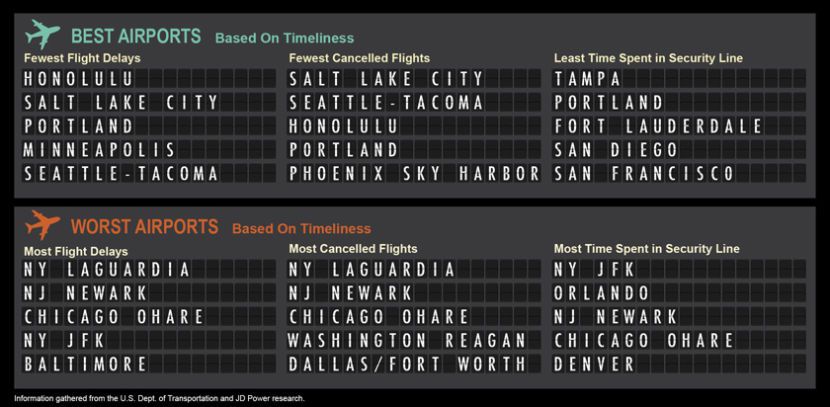 BEST AIRPORTS Based On Timeliness
Fewest Flight Delays
HONOLULU
SALT LAKE CITY
PORTLAND
MINNEAPOLIS
SEATTLE-TACOMA
Fewest Cancelled Flights
SALT LAKE CITY
SEATTLE-TACOMA
HONOLULU
PORTLAND
PHOENIX SKY HARBOR
Least Time Spent in Security Line
TAMPA
PORTLAND
FORT LAUDERDALE
SAN DIEGO
SAN FRANCISCO
WORST AIRPORTS Based On Timeliness
Most Flight Delays
NY LAGUARDIA
NJ NEWARK
CHICAGO OHARE
NY JFK
BALTIMORE
Most Cancelled Flights
NY LAGUARDIA
NJ NEWARK
CHICAGO OHARE
WASHINGTON REAGAN
DALLAS/FORT WORTH
Most Time Spent in Security Line
NY JFK
ORLANDO
NJ NEWARK
CHICAGO OHARE
DENVER
Information gathered from the U.S. Dept. of Transportation and JD Power research.